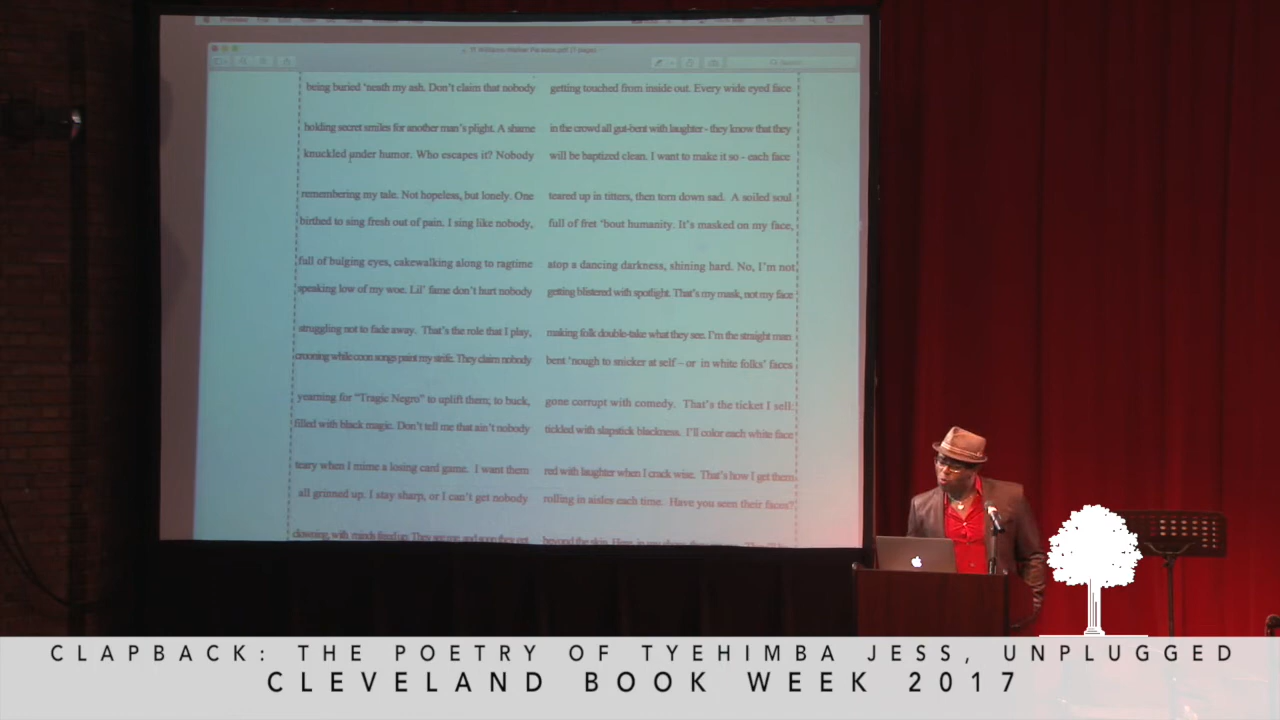 TF Williams-Walker Paradox.pdf (7 pages)
Search
being buried ’neath my ash. Don’t claim that nobody getting touched from inside out. Every wide eyed face
holding secret smiles for another man’s plight. A shame in the crowd all gut-bent with laughter - they know that they
knuckled under humor. Who escapes it? Nobody will be baptized clean. I want to make it so - each face
remembering my tale. Not hopeless, but lonely. One teared up in titters, then torn down sad. A soiled soul
birthed to sing fresh out of pain. I sing like nobody, full of fret ’bout humanity. It’s masked on my face,
full of bulging eyes, cakewalking along to ragtime atop a dancing darkness, shining hard. No, I’m not
speaking low of my woe. Lil’ fame don’t hurt nobody getting blistered with spotlight. That’s my mask, not my face
struggling not to fade away. That’s the role that I play, making folk double-take what they see. I’m the straight man
crooning while coon songs paint my strife. They claim nobody bent ’nough to snicker at self – or in white folks’ faces
yearning for “Tragic Negro” to uplift them; to buck, gone corrupt with comedy. That’s the ticket I sell:
filled with black magic. Don’t tell me that ain’t nobody tickled with slapstick blackness. I’ll color each white face
teary when I mime a losing card game. I want them red with laughter when I crack wise. That’s how I get them
all grinned up. I stay sharp, or I can’t get nobody rolling in aisles each time. Have you seen their faces?
beyond the skin.
CLAPBACK: THE POETRY OF TYEHIMBA JESS, UNPLUGGED
CLEVELAND BOOK WEEK 2017